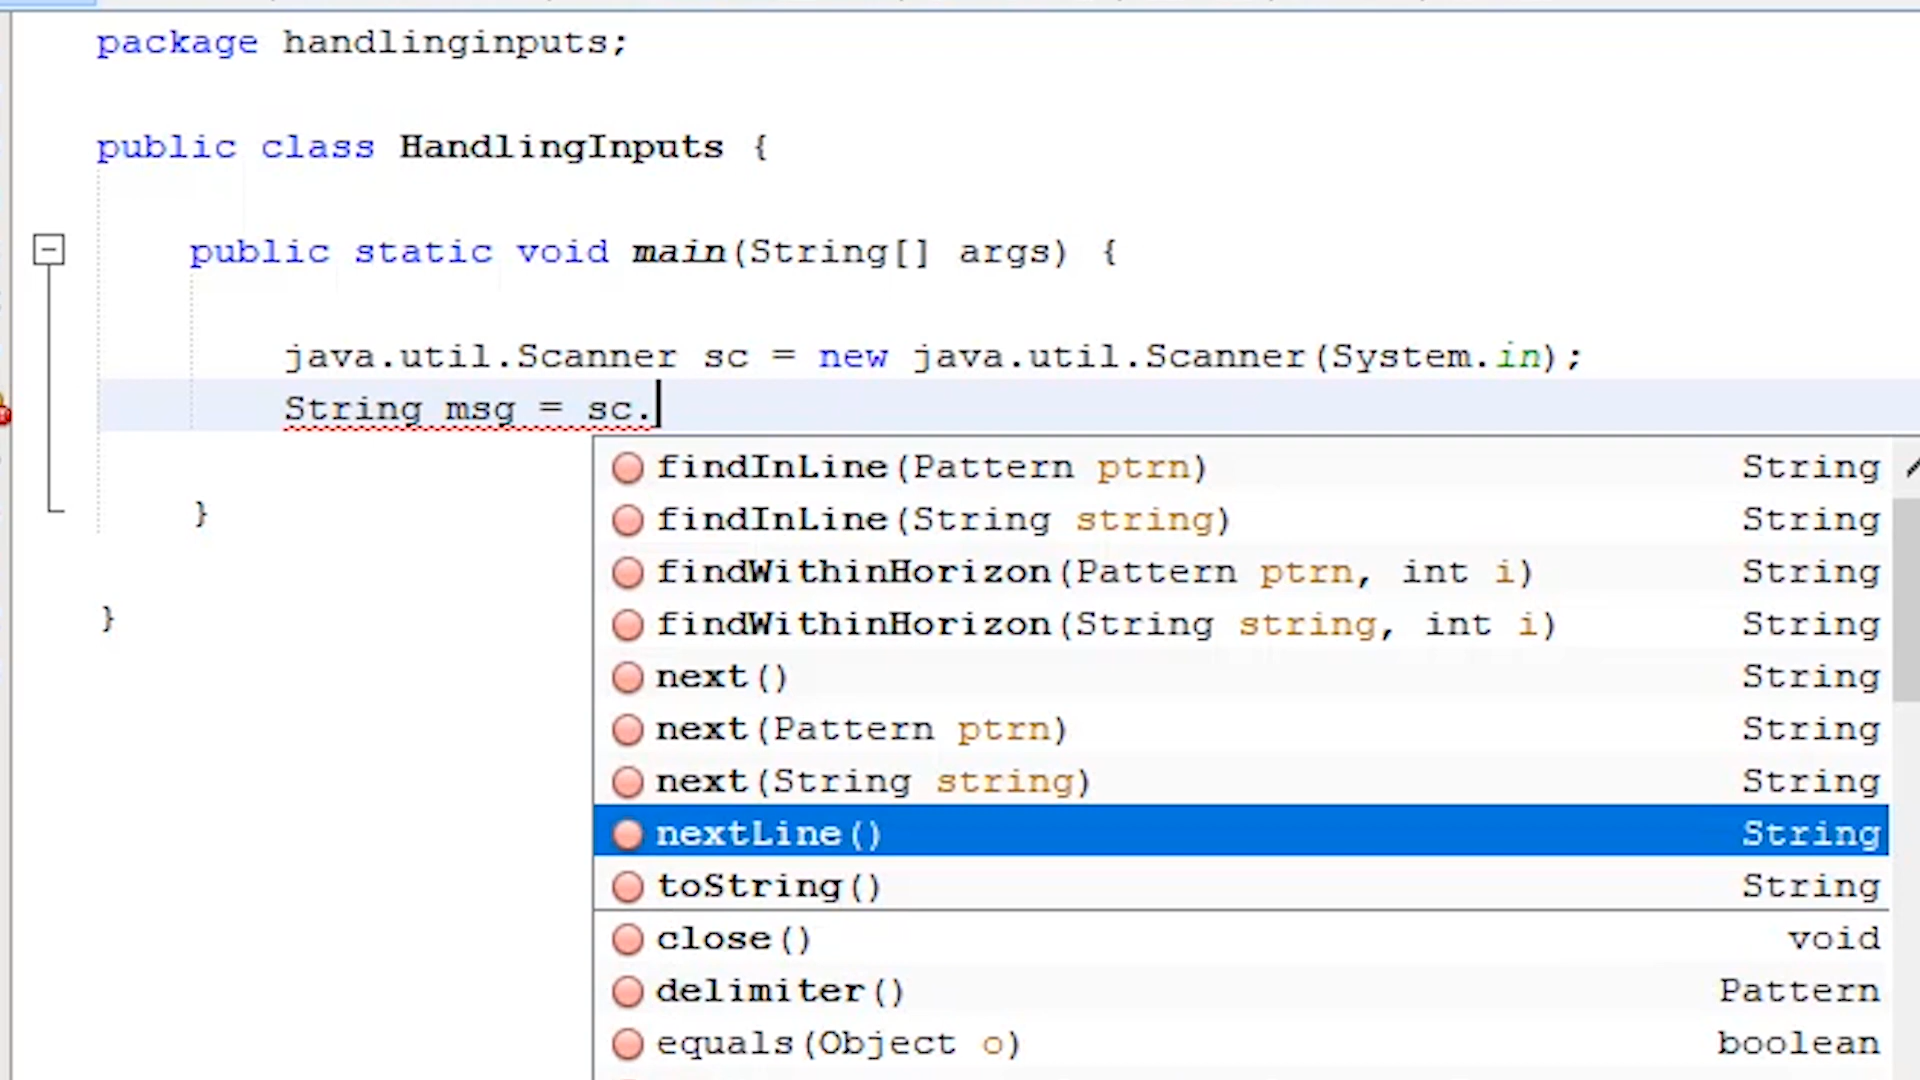 package handlinginputs;
public class HandlingInputs {
public static void main(String[] args) {
java.util.Scanner sc = new java.util.Scanner(System.in);
String msg = sc.
}
}
findInLine(Pattern ptrn) String
findInLine(String string) String
findWithinHorizon(Pattern ptrn, int i) String
findWithinHorizon(String string, int i) String
next() String
next(Pattern ptrn) String
next(String string) String
nextLine() String
toString() String
close() void
delimiter() Pattern
equals(Object o) boolean